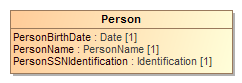 Person
PersonBirthDate : Date [1]
PersonName : PersonName [1]
PersonSSNIdentification : Identification [1]